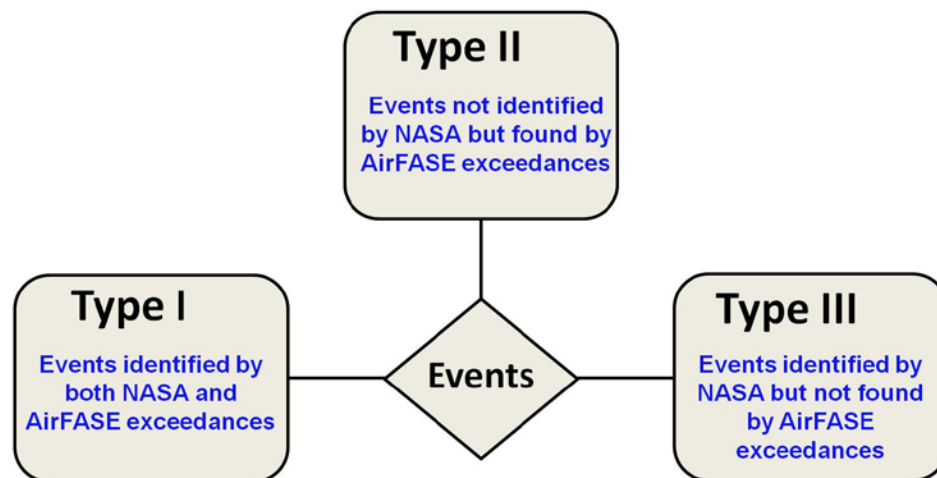 Type II
Events not identified
by NASA but found by
AirFASE exceedances
Type I
Events identified by
both NASA and
AirFASE exceedances
Events
Type III
Events identified by
NASA but not found
by AirFASE
exceedances